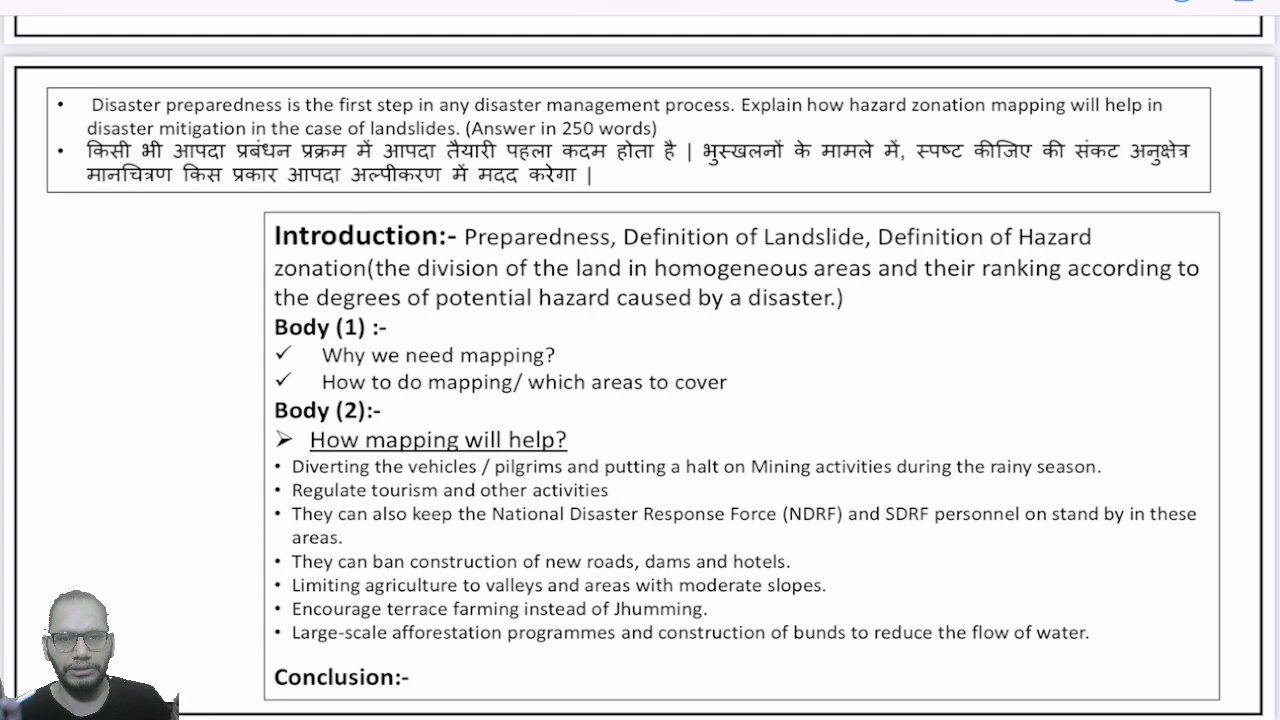 • Disaster preparedness is the first step in any disaster management process. Explain how hazard zonation mapping will help in
disaster mitigation in the case of landslides. (Answer in 250 words)
• किसी भी आपदा प्रबंधन प्रक्रम में आपदा तैयारी पहला कदम होता है | भुस्खलनों के मामले में, स्पष्ट कीजिए की संकट अनुक्षेत्र
मानचित्रण किस प्रकार आपदा अल्पीकरण में मदद करेगा |
Introduction:- Preparedness, Definition of Landslide, Definition of Hazard
zonation(the division of the land in homogeneous areas and their ranking according to
the degrees of potential hazard caused by a disaster.)
Body (1) :-
✓ Why we need mapping?
✓ How to do mapping/ which areas to cover
Body (2):-
➢ How mapping will help?
• Diverting the vehicles / pilgrims and putting a halt on Mining activities during the rainy season.
• Regulate tourism and other activities
• They can also keep the National Disaster Response Force (NDRF) and SDRF personnel on stand by in these
areas.
• They can ban construction of new roads, dams and hotels.
• Limiting agriculture to valleys and areas with moderate slopes.
• Encourage terrace farming instead of Jhumming.
• Large-scale afforestation programmes and construction of bunds to reduce the flow of water.
Conclusion:-